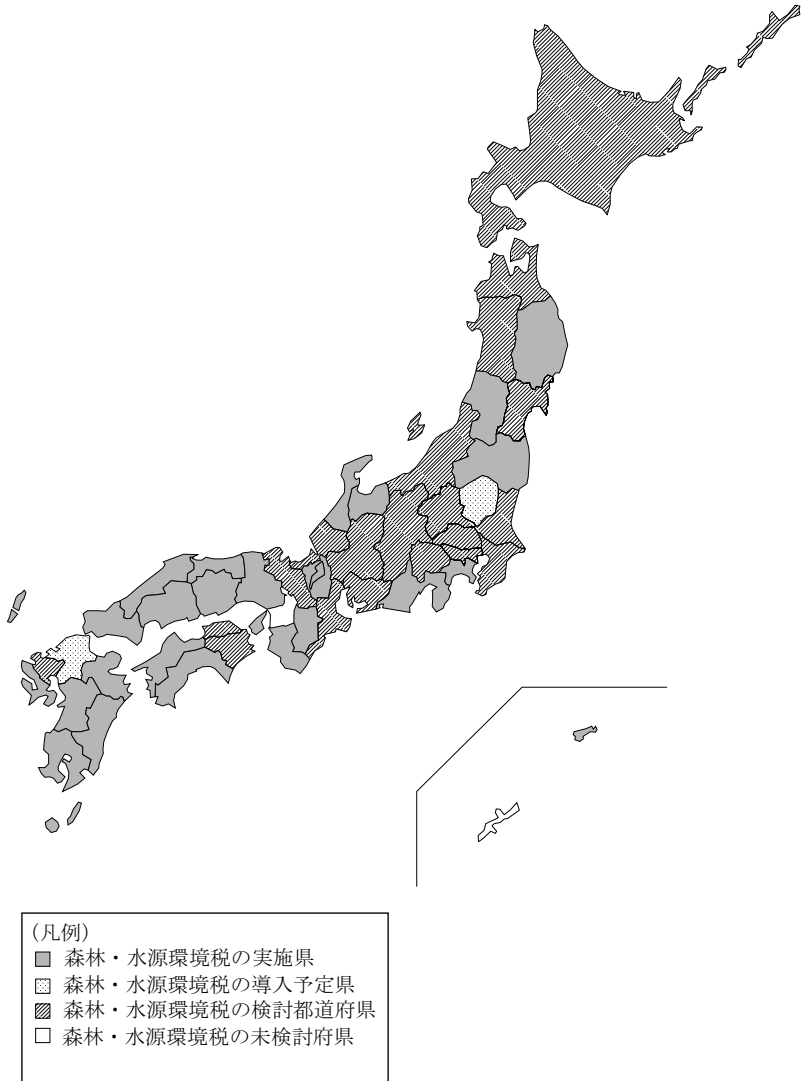 (凡例)
森林・水源環境税の実施県
森林・水源環境税の導入予定県
森林・水源環境税の検討都道府県
森林・水源環境税の未検討府県